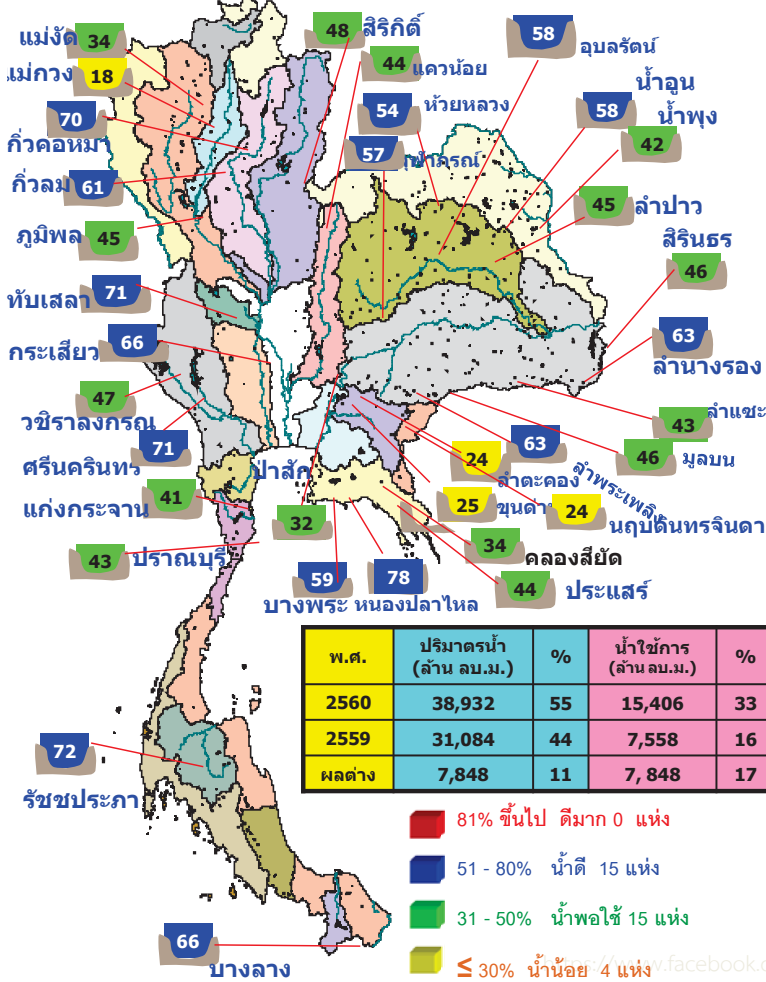 แม่งัด
34
48
สิริกิติ์
58
อุบลรัตน์
แม่กวง
18
44
แควน้อย
น้ำอูน
70
54
ห้วยหลวง
58
น้ำพุง
กิ่วคอหมา
57
42
กิ่วลม
61
45
ลำปาว
ภูมิพล
45
สิรินธร
46
ทับเสลา
71
กระเสียว
66
63
ลำนางรอง
47
วชิราลงกรณ
43
ลำแชะ
71
63
46
มูลบน
ศรีนครินทร
ป่าสัก
24
ลำตะคอง
ลำพระเพลิง
แก่งกระจาน
41
25
ขุนด่าน
24
นฤบดินทรจินดา
32
34
คลองสียัด
43
ปราณบุรี
59
78
44
ประแสร์
บางพระ
หนองปลาไหล
พ.ศ. ปริมาตรน้ำ (ล้าน ลบ.ม.) % น้ำใช้การ (ล้าน ลบ.ม.) %
2560 38,932 55 15,406 33
2559 31,084 44 7,558 16
ผลต่าง 7,848 11 7, 848 17
72
รัชชประภา
81% ขึ้นไป ดีมาก 0 แห่ง
51 - 80% น้ำดี 15 แห่ง
31 - 50% น้ำพอใช้ 15 แห่ง
≤ 30% น้ำน้อย 4 แห่ง
66
บางลาง